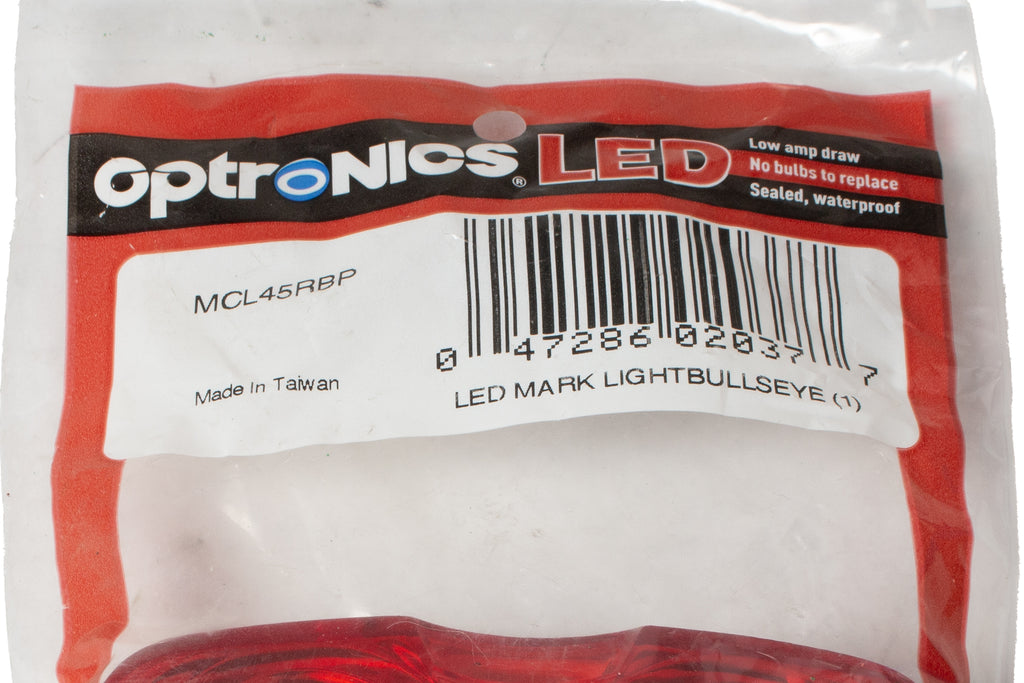 OPTRONICS® LED
Low amp draw
No bulbs to replace
Sealed, waterproof
MCL45RBP
Made In Taiwan
0 47286 02037 7
LED MARK LIGHTBULLSEYE (1)